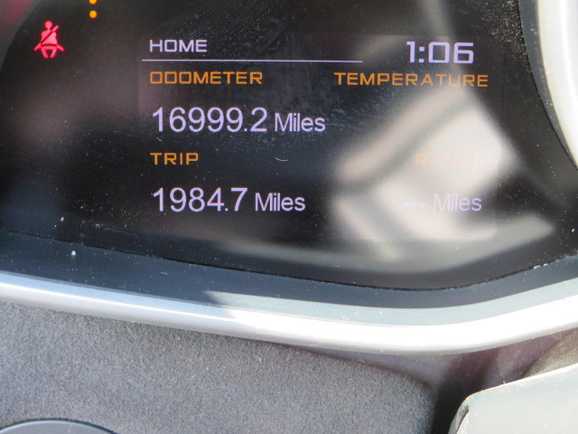 HOME 1:06
ODOMETER TEMPERATURE
16999.2 Miles
TRIP
1984.7 Miles -- Miles